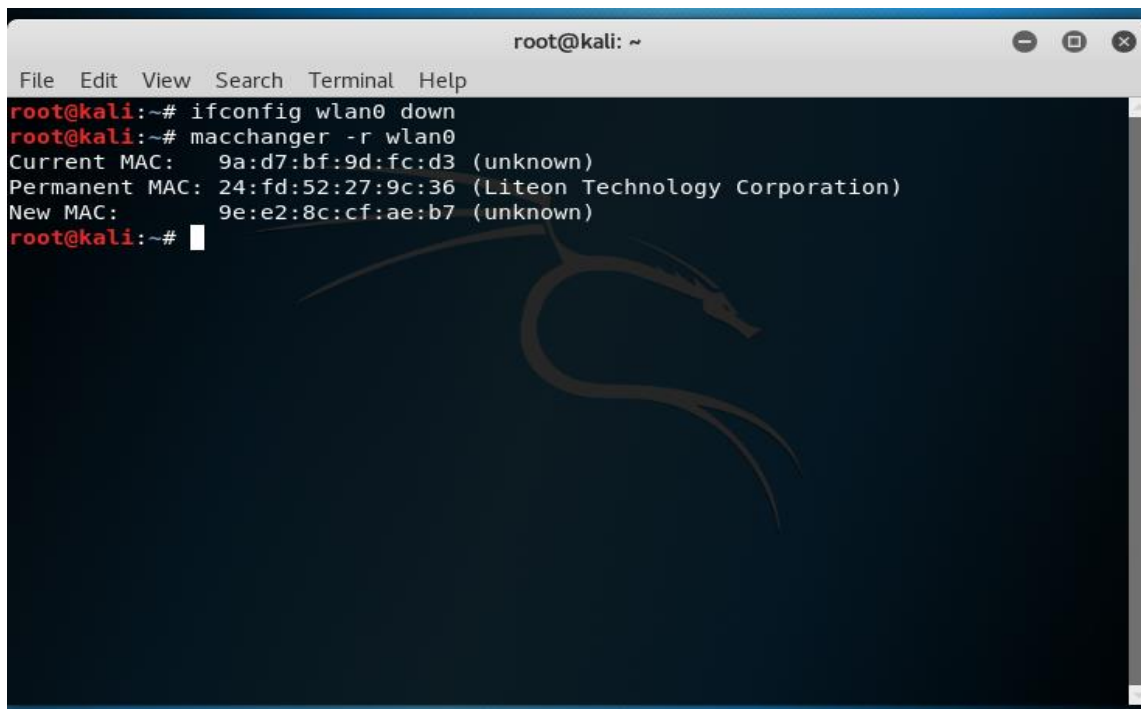 root@kali: ~
File Edit View Search Terminal Help
root@kali:~# ifconfig wlan0 down
root@kali:~# macchanger -r wlan0
Current MAC:   9a:d7:bf:9d:fc:d3 (unknown)
Permanent MAC: 24:fd:52:27:9c:36 (Liteon Technology Corporation)
New MAC:       9e:e2:8c:cf:ae:b7 (unknown)
root@kali:~#